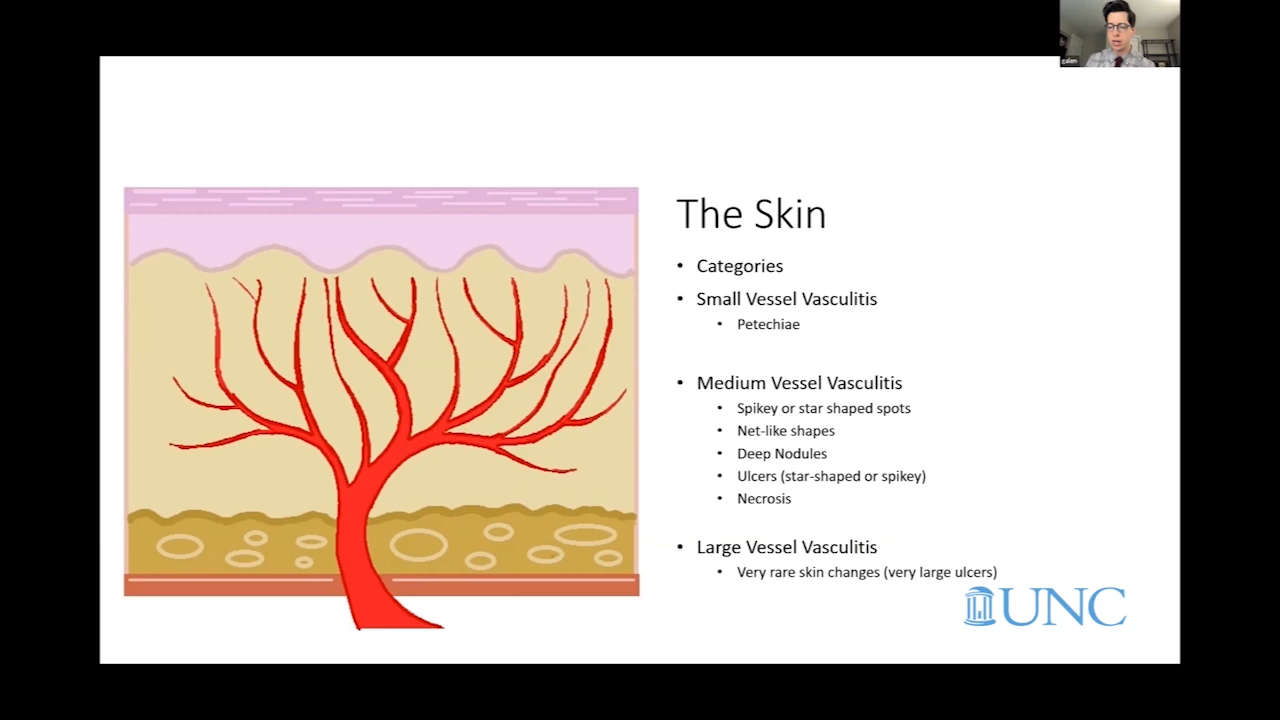 galen
The Skin
• Categories
• Small Vessel Vasculitis
• Petechiae
• Medium Vessel Vasculitis
• Spikey or star shaped spots
• Net-like shapes
• Deep Nodules
• Ulcers (star-shaped or spikey)
• Necrosis
• Large Vessel Vasculitis
• Very rare skin changes (very large ulcers)
UNC